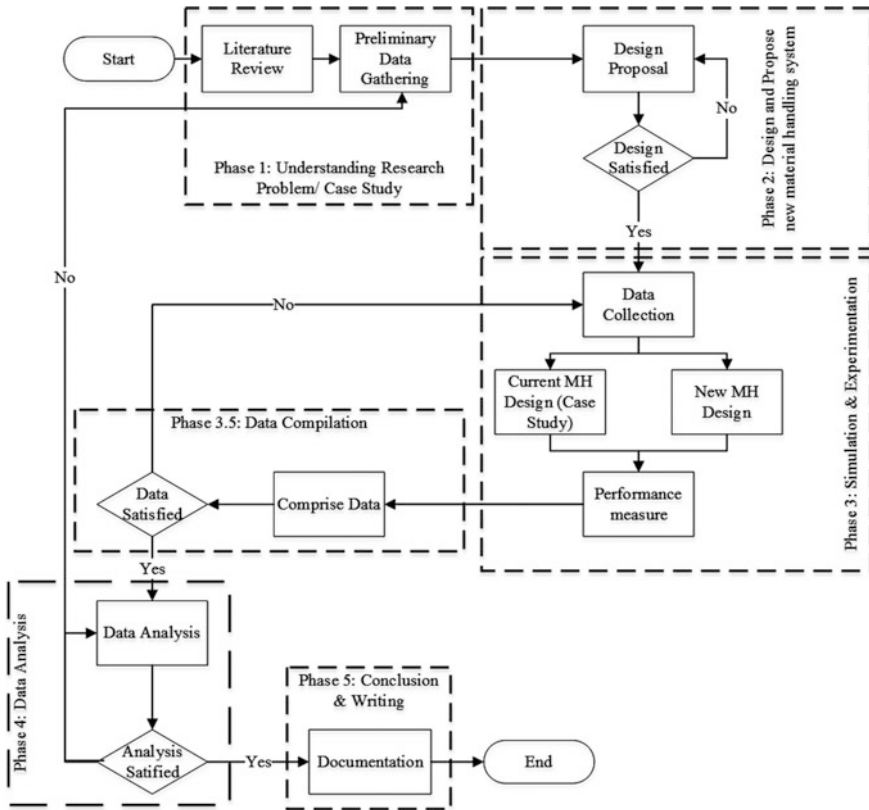 Start
Literature
Review
Preliminary
Data
Gathering
Phase 1: Understanding Research
Problem/ Case Study
Design
Proposal
No
Design
Satisfied
Yes
Phase 2: Design and Propose
new material handling system
No
No
Data
Collection
Current MH
Design (Case
Study)
New MH
Design
Performance
measure
Phase 3: Simulation & Experimentation
Phase 3.5: Data Compilation
Data
Satisfied
Comprise Data
Yes
Data Analysis
Analysis
Satified
Phase 4: Data Analysis
Yes
Phase 5: Conclusion
& Writing
Documentation
End